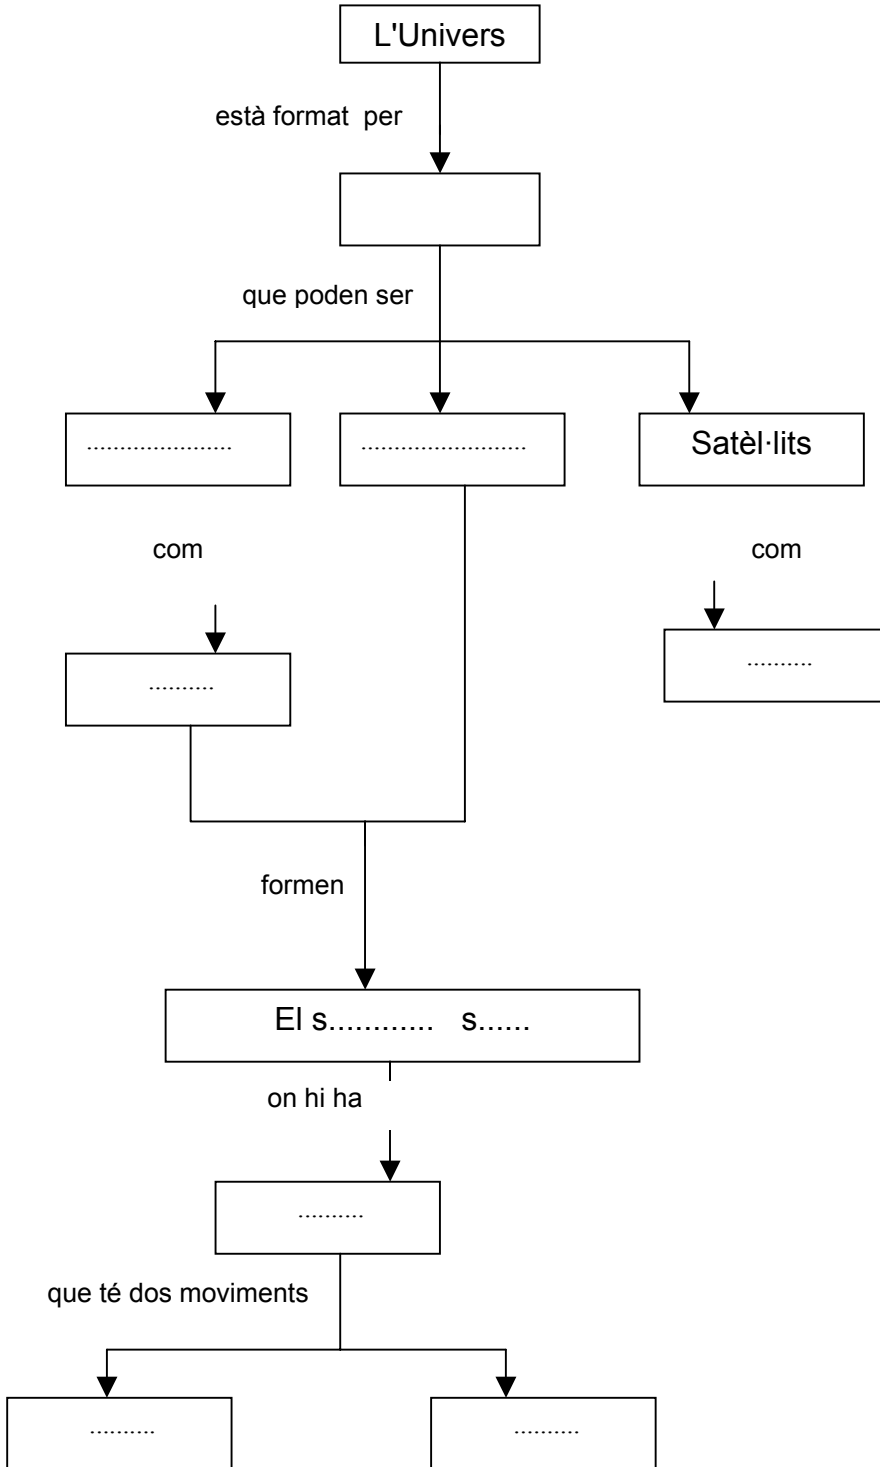 L'Univers
està format per
que poden ser
......................
.........................
Satèl·lits
com
com
..........
..........
formen
El s............ s......
on hi ha
..........
que té dos moviments
..........
..........